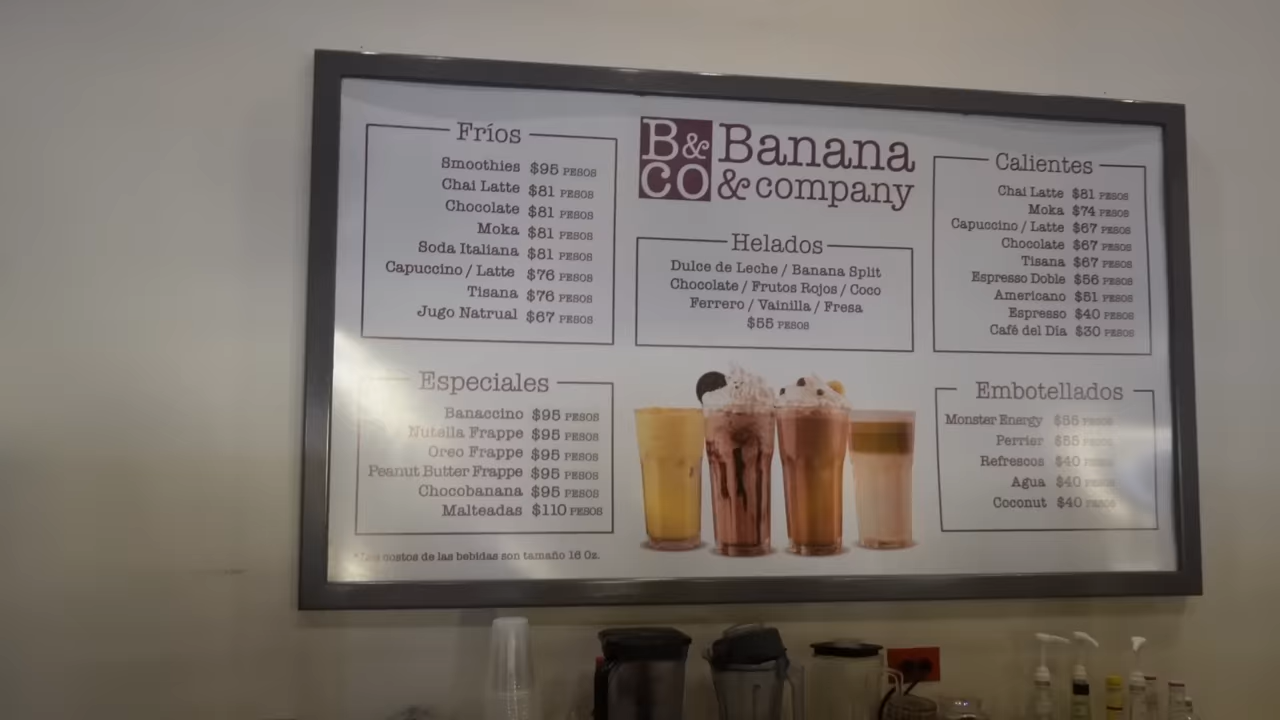 Fríos
Smoothies $95 PESOS
Chai Latte $81 PESOS
Chocolate $81 PESOS
Moka $81 PESOS
Soda Italiana $81 PESOS
Capuccino / Latte $76 PESOS
Tisana $76 PESOS
Jugo Natrual $67 PESOS
Especiales
Banaccino $95 PESOS
Nutella Frappe $95 PESOS
Oreo Frappe $95 PESOS
Peanut Butter Frappe $95 PESOS
Chocobanana $95 PESOS
Malteadas $110 PESOS
*Los costos de las bebidas son tamaño 16 Oz.
B& Banana
CO & company
Helados
Dulce de Leche / Banana Split
Chocolate / Frutos Rojos / Coco
Ferrero / Vainilla / Fresa
$55 PESOS
Calientes
Chai Latte $81 PESOS
Moka $74 PESOS
Capuccino / Latte $67 PESOS
Chocolate $67 PESOS
Tisana $67 PESOS
Espresso Doble $56 PESOS
Americano $51 PESOS
Espresso $40 PESOS
Café del Día $30 PESOS
Embotellados
Monster Energy $55 PESOS
Perrier $55 PESOS
Refrescos $40 PESOS
Agua $40 PESOS
Coconut $40 PESOS